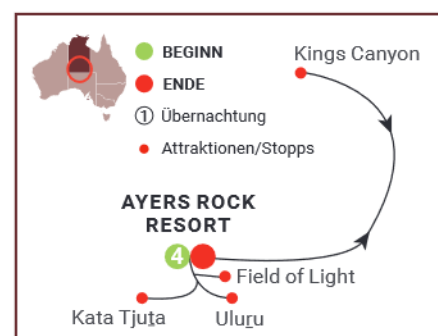 BEGINN
ENDE
① Übernachtung
Attraktionen/Stopps
Kings Canyon
AYERS ROCK
RESORT
4
Field of Light
Kata Tjuṯa
Uluṟu